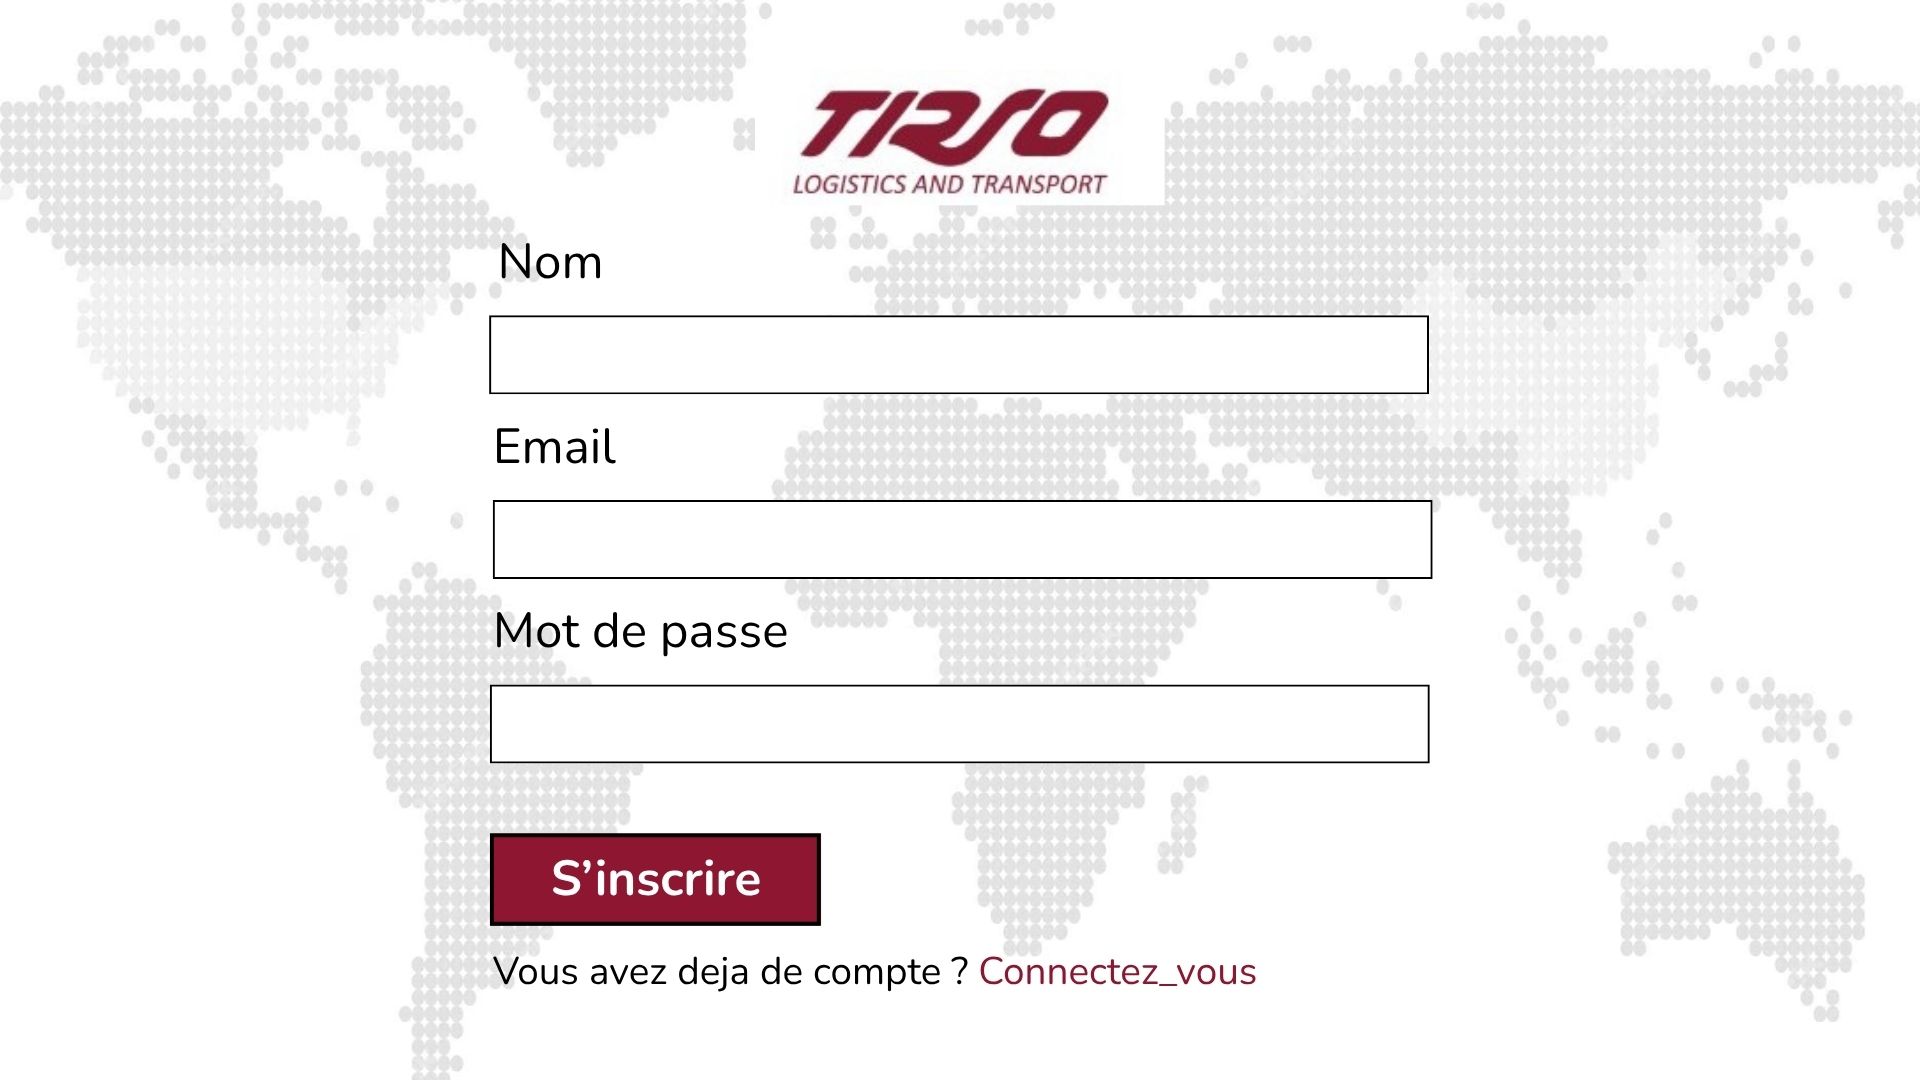 TIRSO
LOGISTICS AND TRANSPORT
Nom
Email
Mot de passe
S’inscrire
Vous avez deja de compte ? Connectez_vous